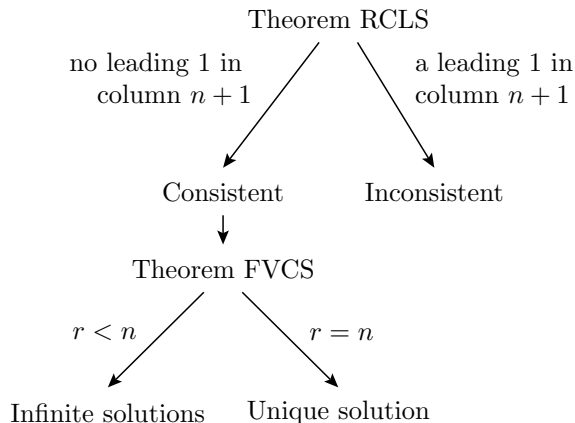 Theorem RCLS
no leading 1 in
column n + 1
a leading 1 in
column n + 1
Consistent
Inconsistent
Theorem FVCS
r < n
r = n
Infinite solutions
Unique solution